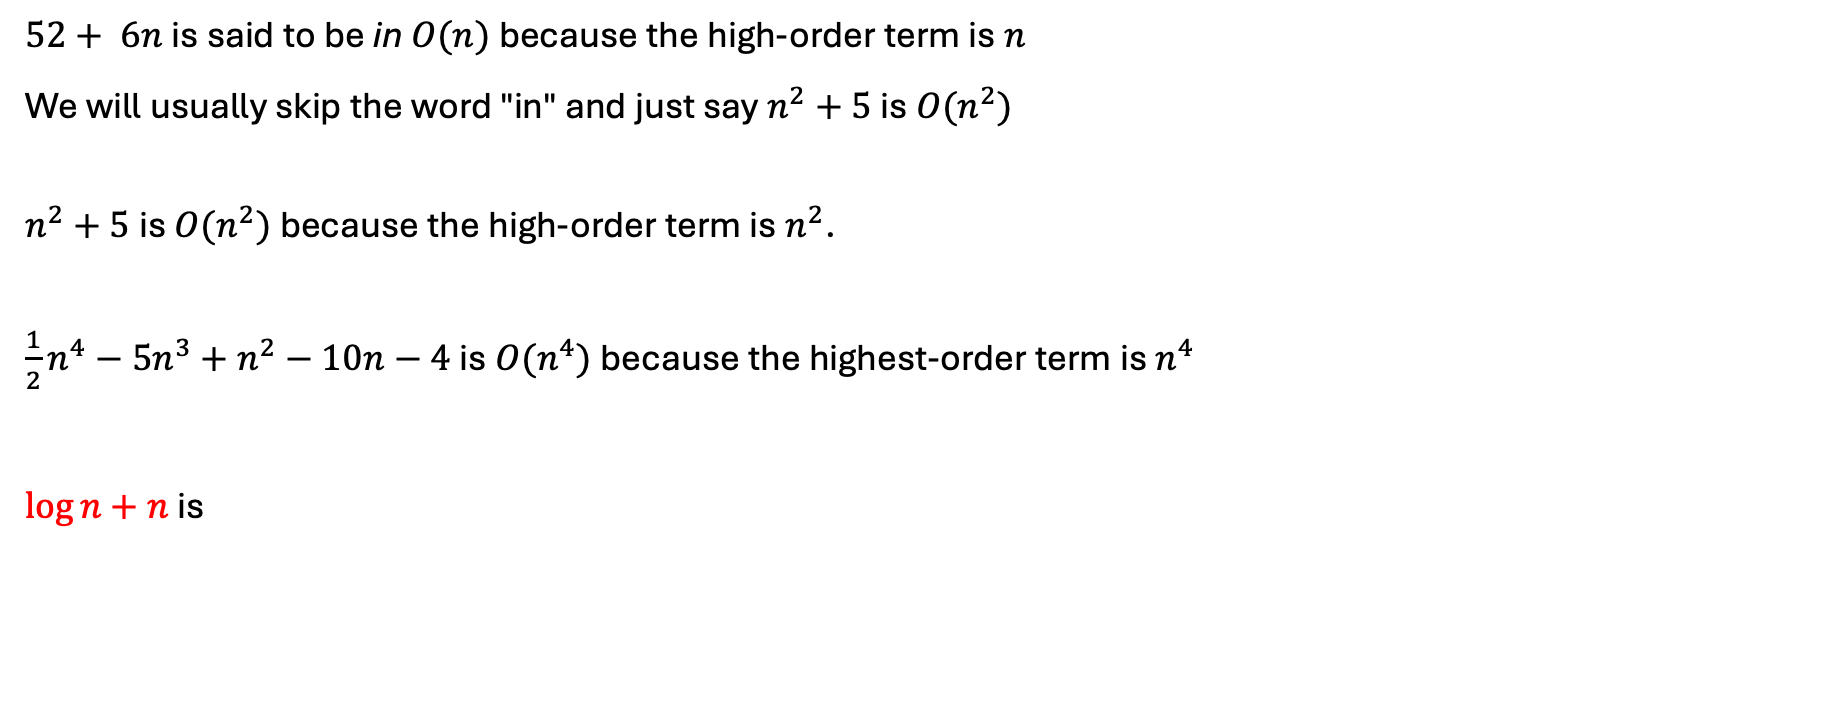 52 + 6n is said to be in O(n) because the high-order term is n
We will usually skip the word "in" and just say n² + 5 is O(n²)
n² + 5 is O(n²) because the high-order term is n².
½n⁴ − 5n³ + n² − 10n − 4 is O(n⁴) because the highest-order term is n⁴
log n + n is